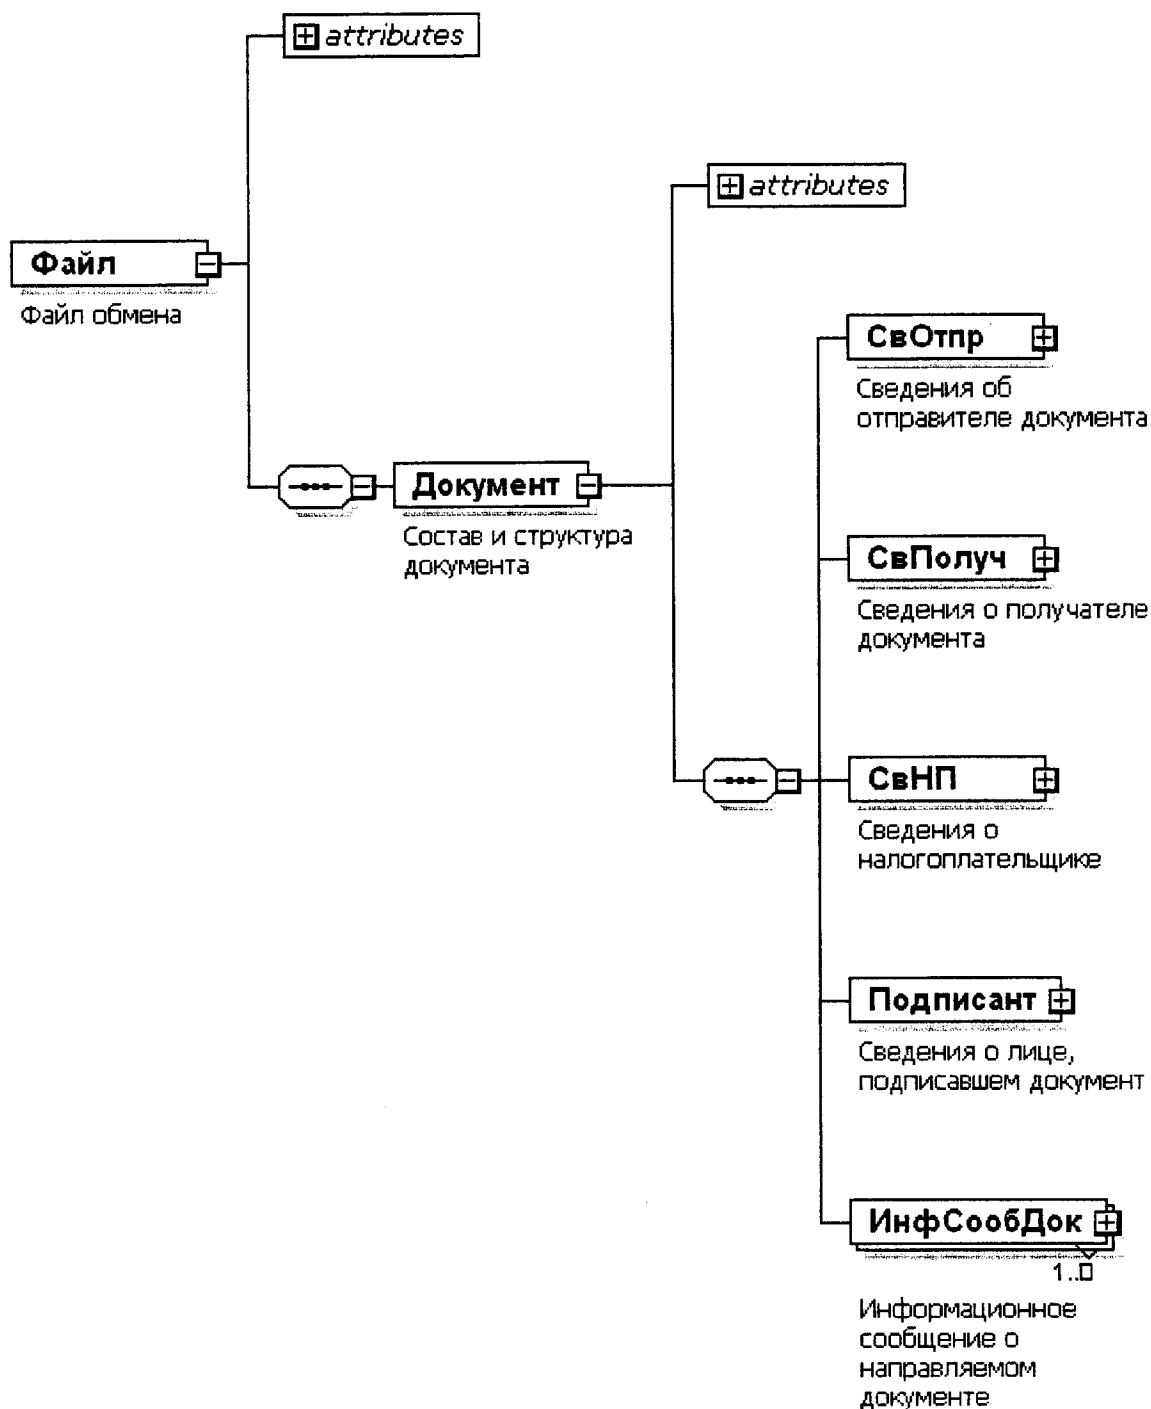 attributes
attributes
Файл
Файл обмена
СвОтпр
Сведения об
отправителе документа
Документ
Состав и структура
документа
СвПолуч
Сведения о получателе
документа
СвНП
Сведения о
налогоплательщике
Подписант
Сведения о лице,
подписавшем документ
ИнфСообДок
1..
Информационное
сообщение о
направляемом
документе